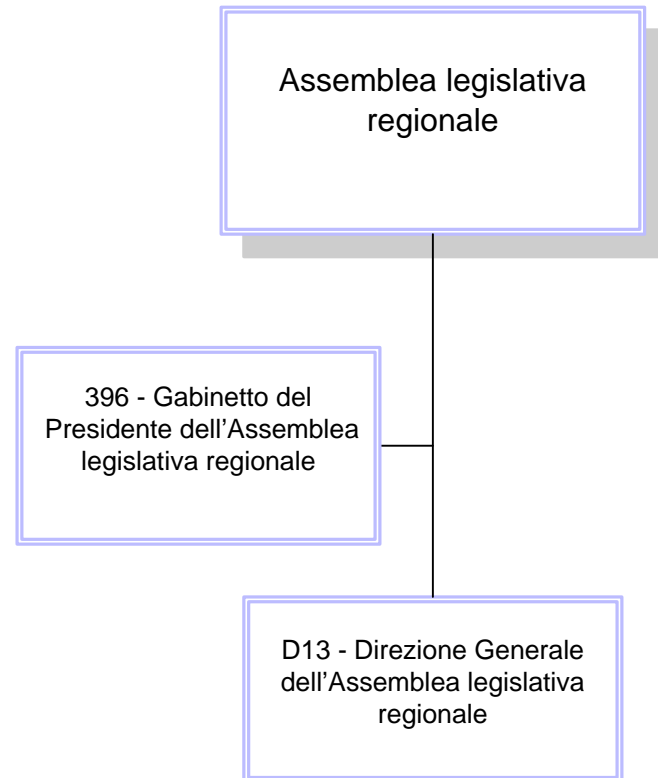 Assemblea legislativa
regionale
396 - Gabinetto del
Presidente dell’Assemblea
legislativa regionale
D13 - Direzione Generale
dell’Assemblea legislativa
regionale